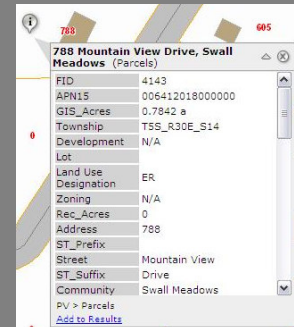 788
605
788 Mountain View Drive, Swall
Meadows (Parcels)
FID 4143
APN15 006412018000000
GIS_Acres 0.7842 a
Township T5S_R30E_S14
Development N/A
Lot
Land Use
Designation ER
Zoning N/A
Rec_Acres 0
Address 788
ST_Prefix
Street Mountain View
ST_Suffix Drive
Community Swall Meadows
PV > Parcels
Add to Results
0
0